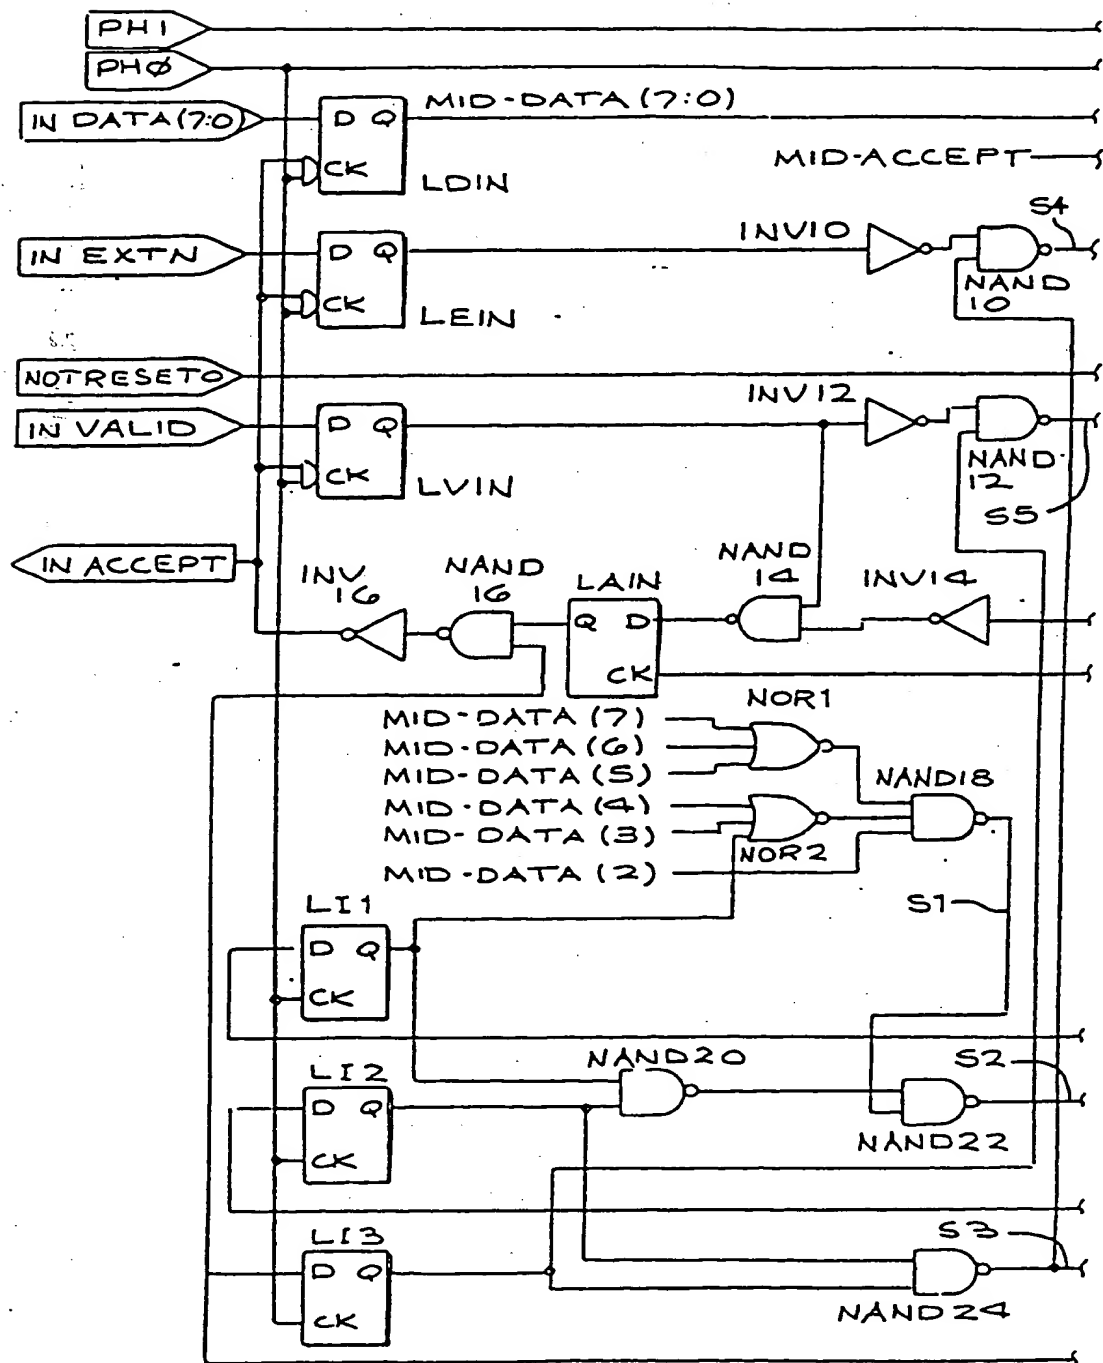 PH1
PHØ
IN DATA(7:0)
MID-DATA(7:0)
D Q
CK
LDIN
MID-ACCEPT
IN EXTN
D Q
CK
LEIN
INV10
NAND
10
S4
NOTRESET0
IN VALID
D Q
CK
LVIN
INV12
NAND
12
S5
IN ACCEPT
INV
16
NAND
16
LAIN
Q D
CK
NAND
14
INV14
MID-DATA (7)
MID-DATA (6)
MID-DATA (5)
MID-DATA (4)
MID-DATA (3)
MID-DATA (2)
NOR1
NOR2
NAND18
S1
LI1
D Q
CK
LI2
D Q
CK
NAND20
S2
NAND22
LI3
D Q
CK
S3
NAND24